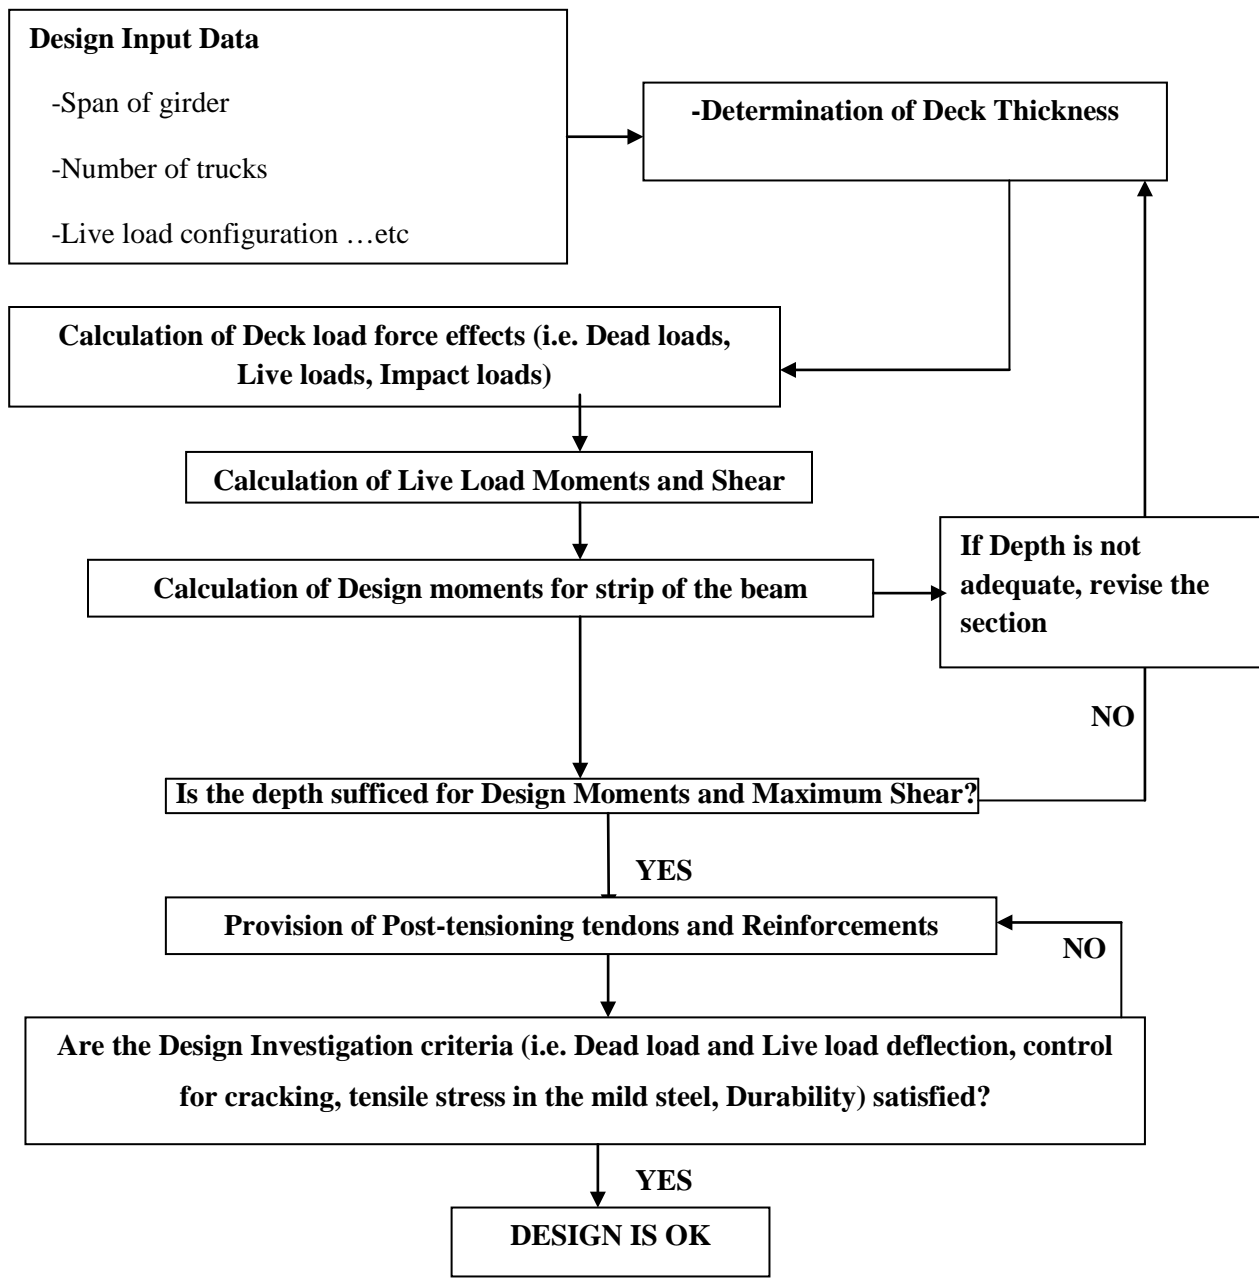 Design Input Data
-Span of girder
-Number of trucks
-Live load configuration …etc
-Determination of Deck Thickness
Calculation of Deck load force effects (i.e. Dead loads,
Live loads, Impact loads)
Calculation of Live Load Moments and Shear
Calculation of Design moments for strip of the beam
If Depth is not
adequate, revise the
section
NO
Is the depth sufficed for Design Moments and Maximum Shear?
YES
Provision of Post-tensioning tendons and Reinforcements
NO
Are the Design Investigation criteria (i.e. Dead load and Live load deflection, control
for cracking, tensile stress in the mild steel, Durability) satisfied?
YES
DESIGN IS OK